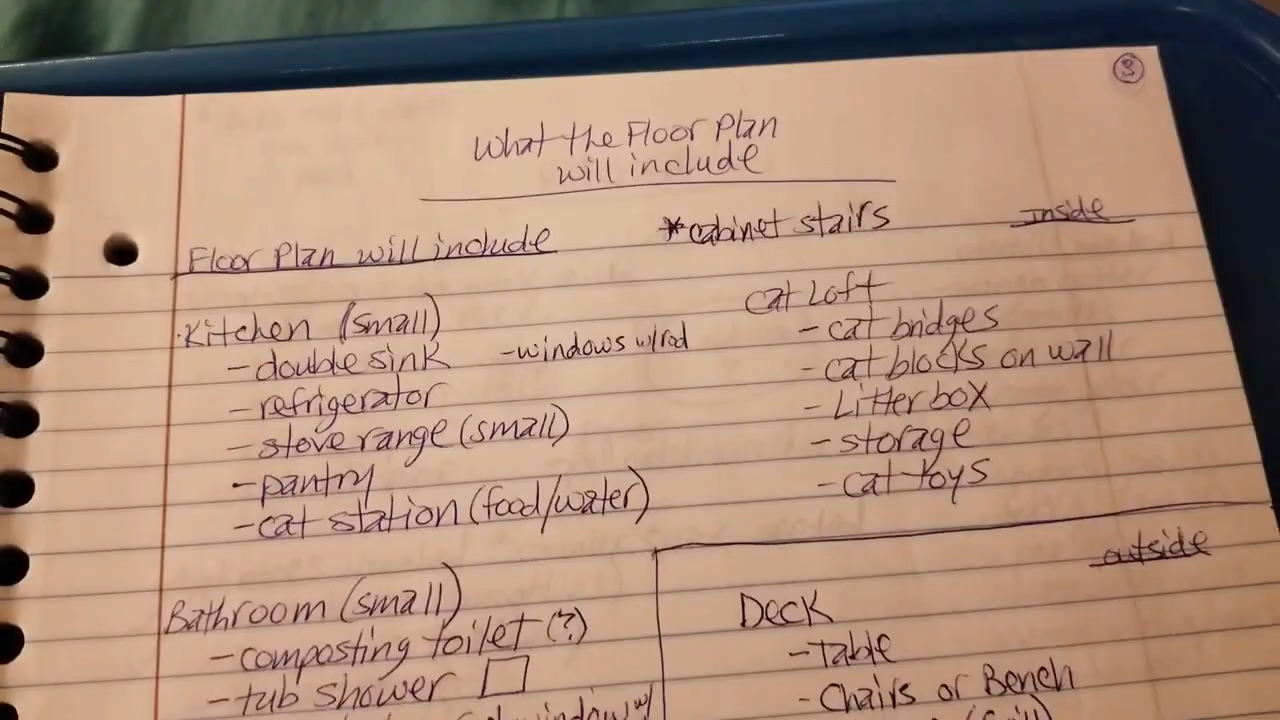 3
What the Floor Plan
will include
*cabinet stairs
Inside
Floor Plan will include
·Kitchen (small)
-double sink -windows w/rod
-refrigerator
-stove range (small)
-pantry
-cat station (food/water)
Bathroom (small)
-composting toilet (?)
-tub shower
window w/
Cat Loft
-cat bridges
-cat blocks on wall
-Litter box
-storage
-cat toys
outside
Deck
-Table
-Chairs or Bench